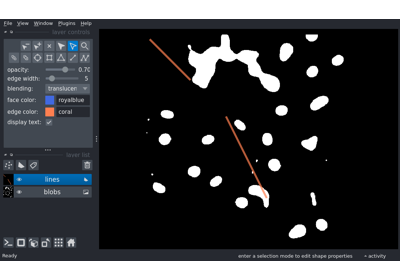 File View Window Plugins Help
layer controls
opacity: 0.70
edge width: 5
blending: translucen
face color: royalblue
edge color: coral
display text:
layer list
lines
blobs
Ready enter a selection mode to edit shape properties activity